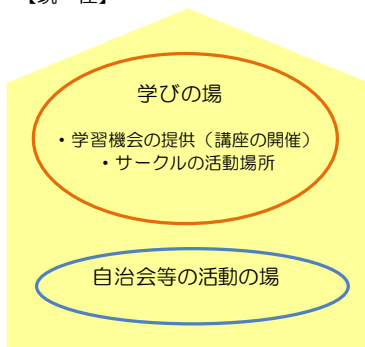 学びの場
・学習機会の提供（講座の開催）
・サークルの活動場所
自治会等の活動の場